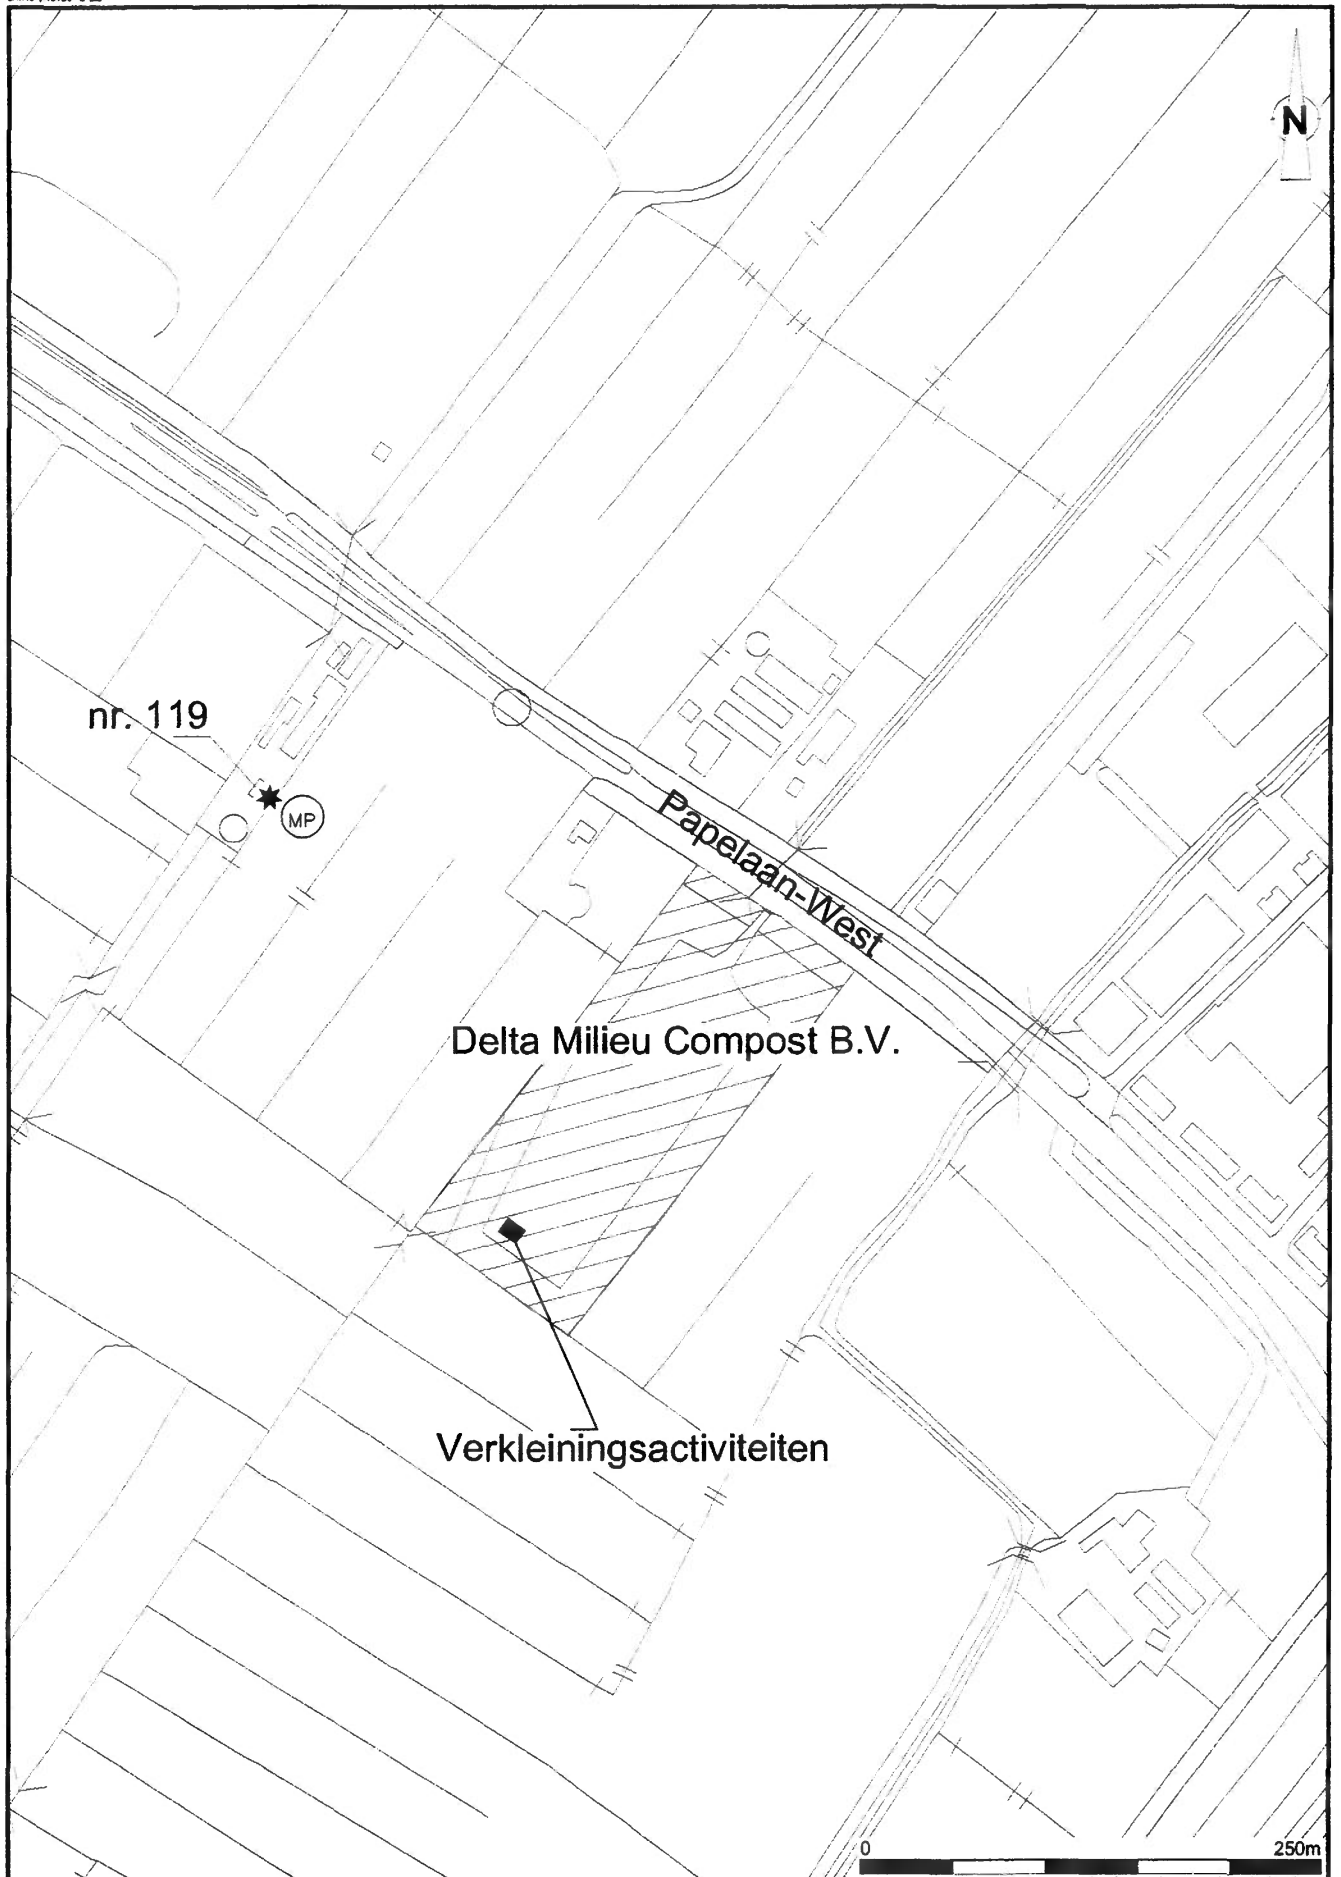 N
nr. 119
MP
Papelaan-West
Delta Milieu Compost B.V.
Verkleiningsactiviteiten
0 250m